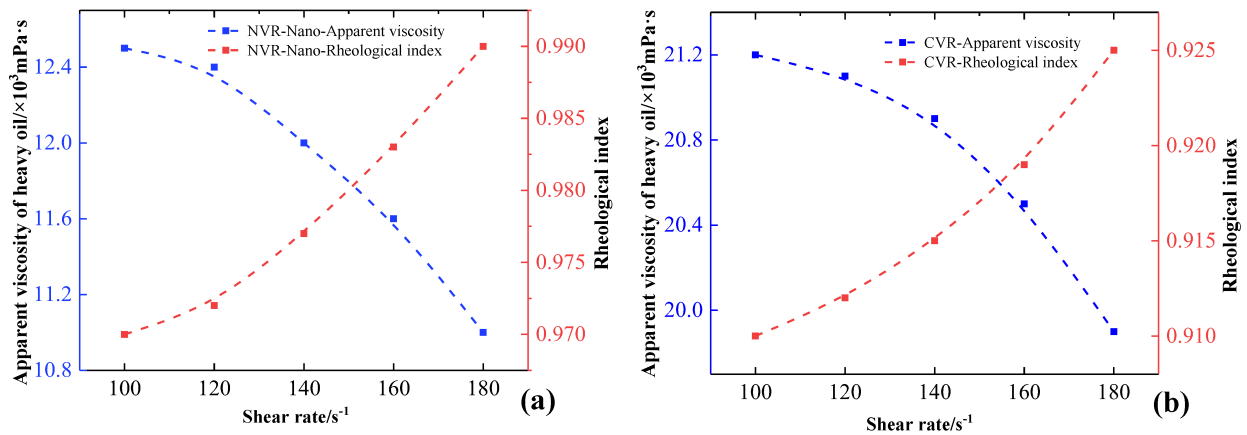 Apparent viscosity of heavy oil/×10³mPa·s
12.4
12.0
11.6
11.2
10.8
NVR-Nano-Apparent viscosity
NVR-Nano-Rheological index
0.990
0.985
0.980
0.975
0.970
Rheological index
100 120 140 160 180
Shear rate/s⁻¹
(a)
Apparent viscosity of heavy oil/×10³mPa·s
21.2
20.8
20.4
20.0
CVR-Apparent viscosity
CVR-Rheological index
0.925
0.920
0.915
0.910
Rheological index
100 120 140 160 180
Shear rate/s⁻¹
(b)